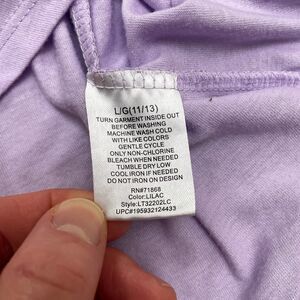 L/G(11/13)
TURN GARMENT INSIDE OUT
BEFORE WASHING
MACHINE WASH COLD
WITH LIKE COLORS
GENTLE CYCLE
ONLY NON-CHLORINE
BLEACH WHEN NEEDED
TUMBLE DRY LOW
COOL IRON IF NEEDED
DO NOT IRON ON DESIGN
RN#71868
Color:LILAC
Style:LT32202LC
UPC#195932124433